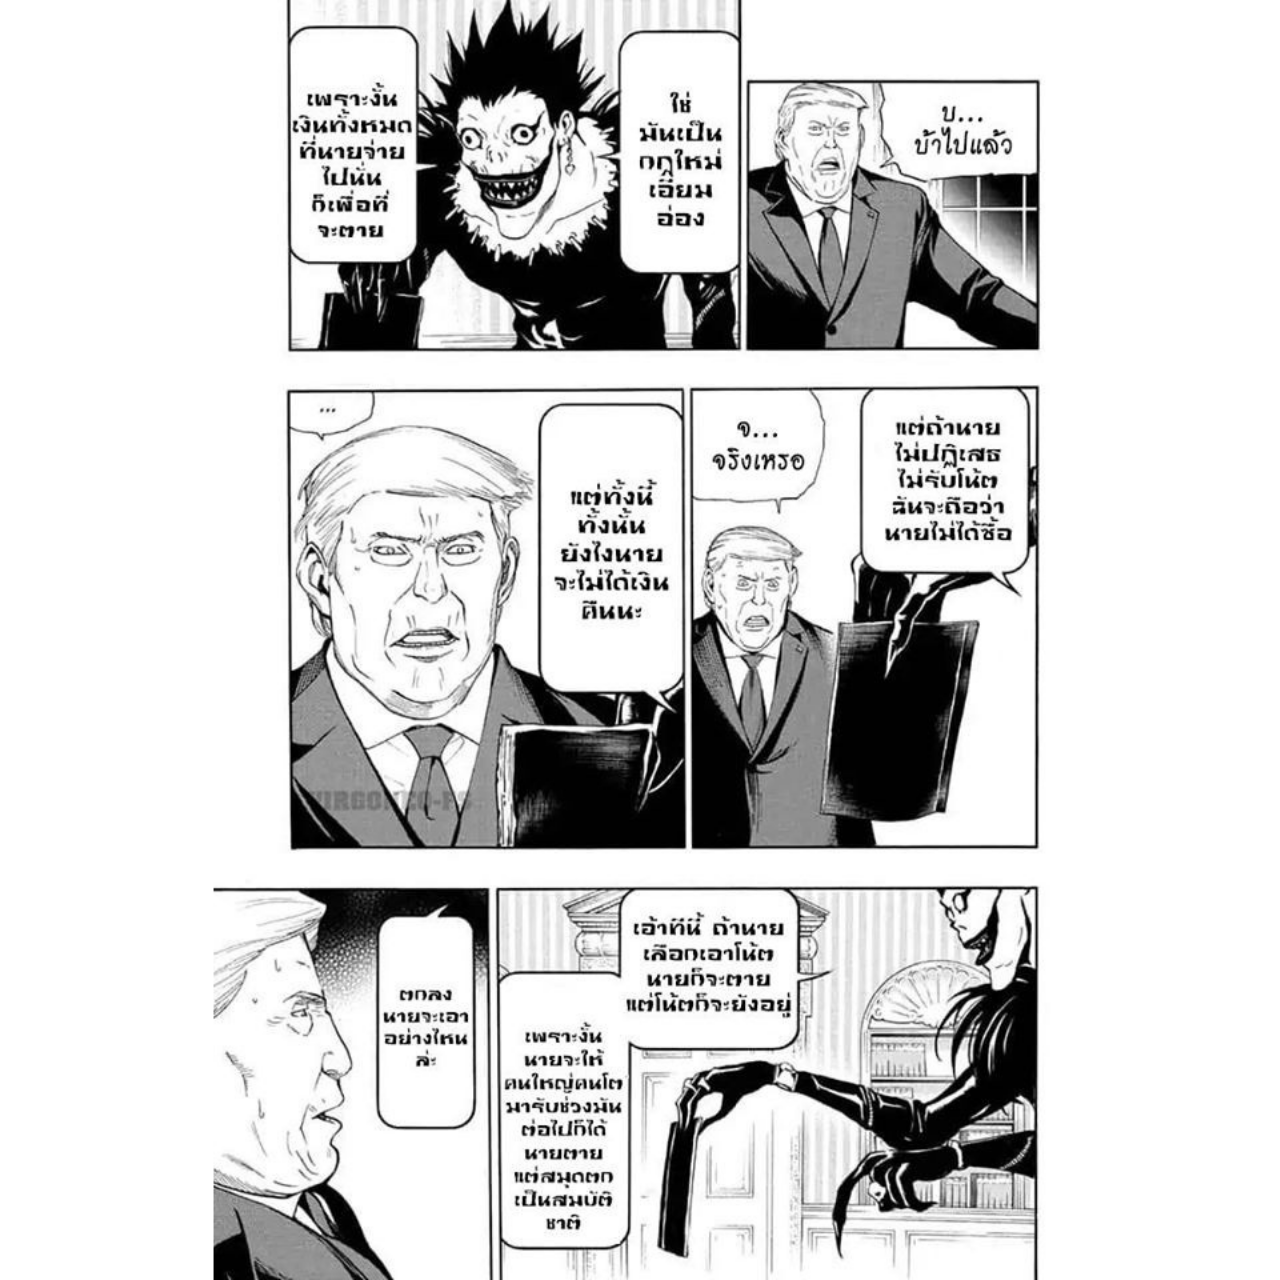 บ...
บ้าไปแล้ว
ใช่
มันเป็น
กฎใหม่
เอี่ยม
อ่อง
เพราะงั้น
เงินทั้งหมด
ที่นายจ่าย
ไปนั่น
ก็เพื่อที่
จะตาย
แต่ถ้านาย
ไม่ปฏิเสธ
ไม่รับโน้ต
ฉันจะถือว่า
นายไม่ได้ซื้อ
จ...
จริงเหรอ
แต่ทั้งนี้
ทั้งนั้น
ยังไงนาย
จะไม่ได้เงิน
คืนนะ
...
VIRGONEO-FS
เอ้าทีนี้ ถ้านาย
เลือกเอาโน้ต
นายก็จะตาย
แต่โน้ตก็จะยังอยู่
เพราะงั้น
นายจะให้
คนใหญ่คนโต
มารับช่วงมัน
ต่อไปก็ได้
นายตาย
แต่สมุดตก
เป็นสมบัติ
ชาติ
ตกลง
นายจะเอา
อย่างไหน
ล่ะ